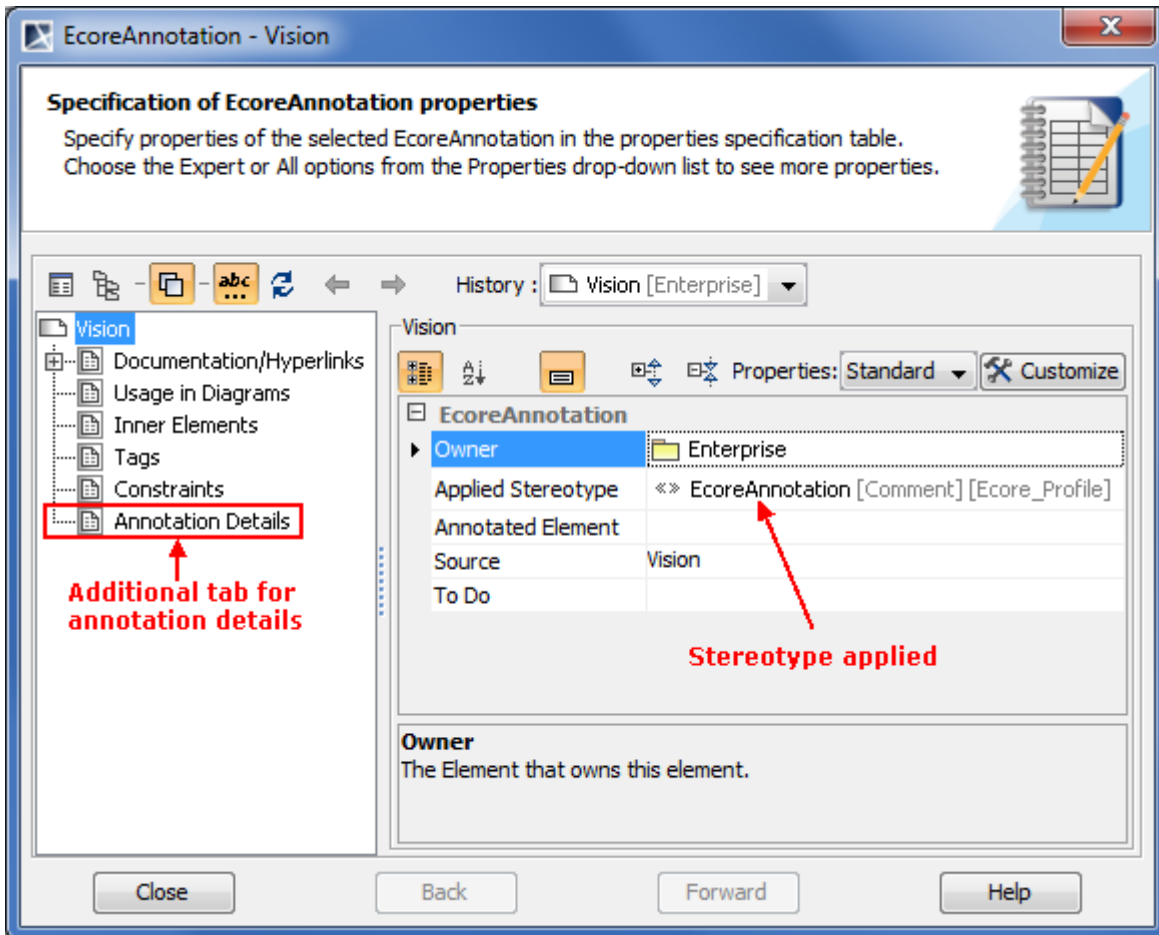 EcoreAnnotation - Vision
Specification of EcoreAnnotation properties
Specify properties of the selected EcoreAnnotation in the properties specification table.
Choose the Expert or All options from the Properties drop-down list to see more properties.
abc
History : Vision [Enterprise]
Vision
Documentation/Hyperlinks
Usage in Diagrams
Inner Elements
Tags
Constraints
Annotation Details
Additional tab for
annotation details
Vision
Properties: Standard Customize
EcoreAnnotation
Owner Enterprise
Applied Stereotype «» EcoreAnnotation [Comment] [Ecore_Profile]
Annotated Element
Source Vision
To Do
Stereotype applied
Owner
The Element that owns this element.
Close Back Forward Help